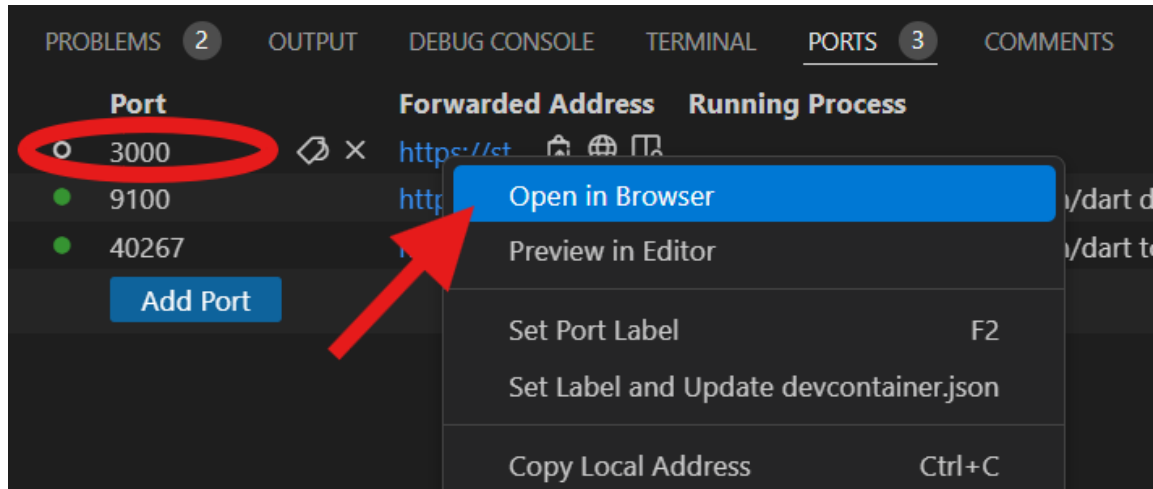 PROBLEMS 2 OUTPUT DEBUG CONSOLE TERMINAL PORTS 3 COMMENTS
Port Forwarded Address Running Process
3000 https://st...
9100
40267
Add Port
Open in Browser
Preview in Editor
Set Port Label F2
Set Label and Update devcontainer.json
Copy Local Address Ctrl+C